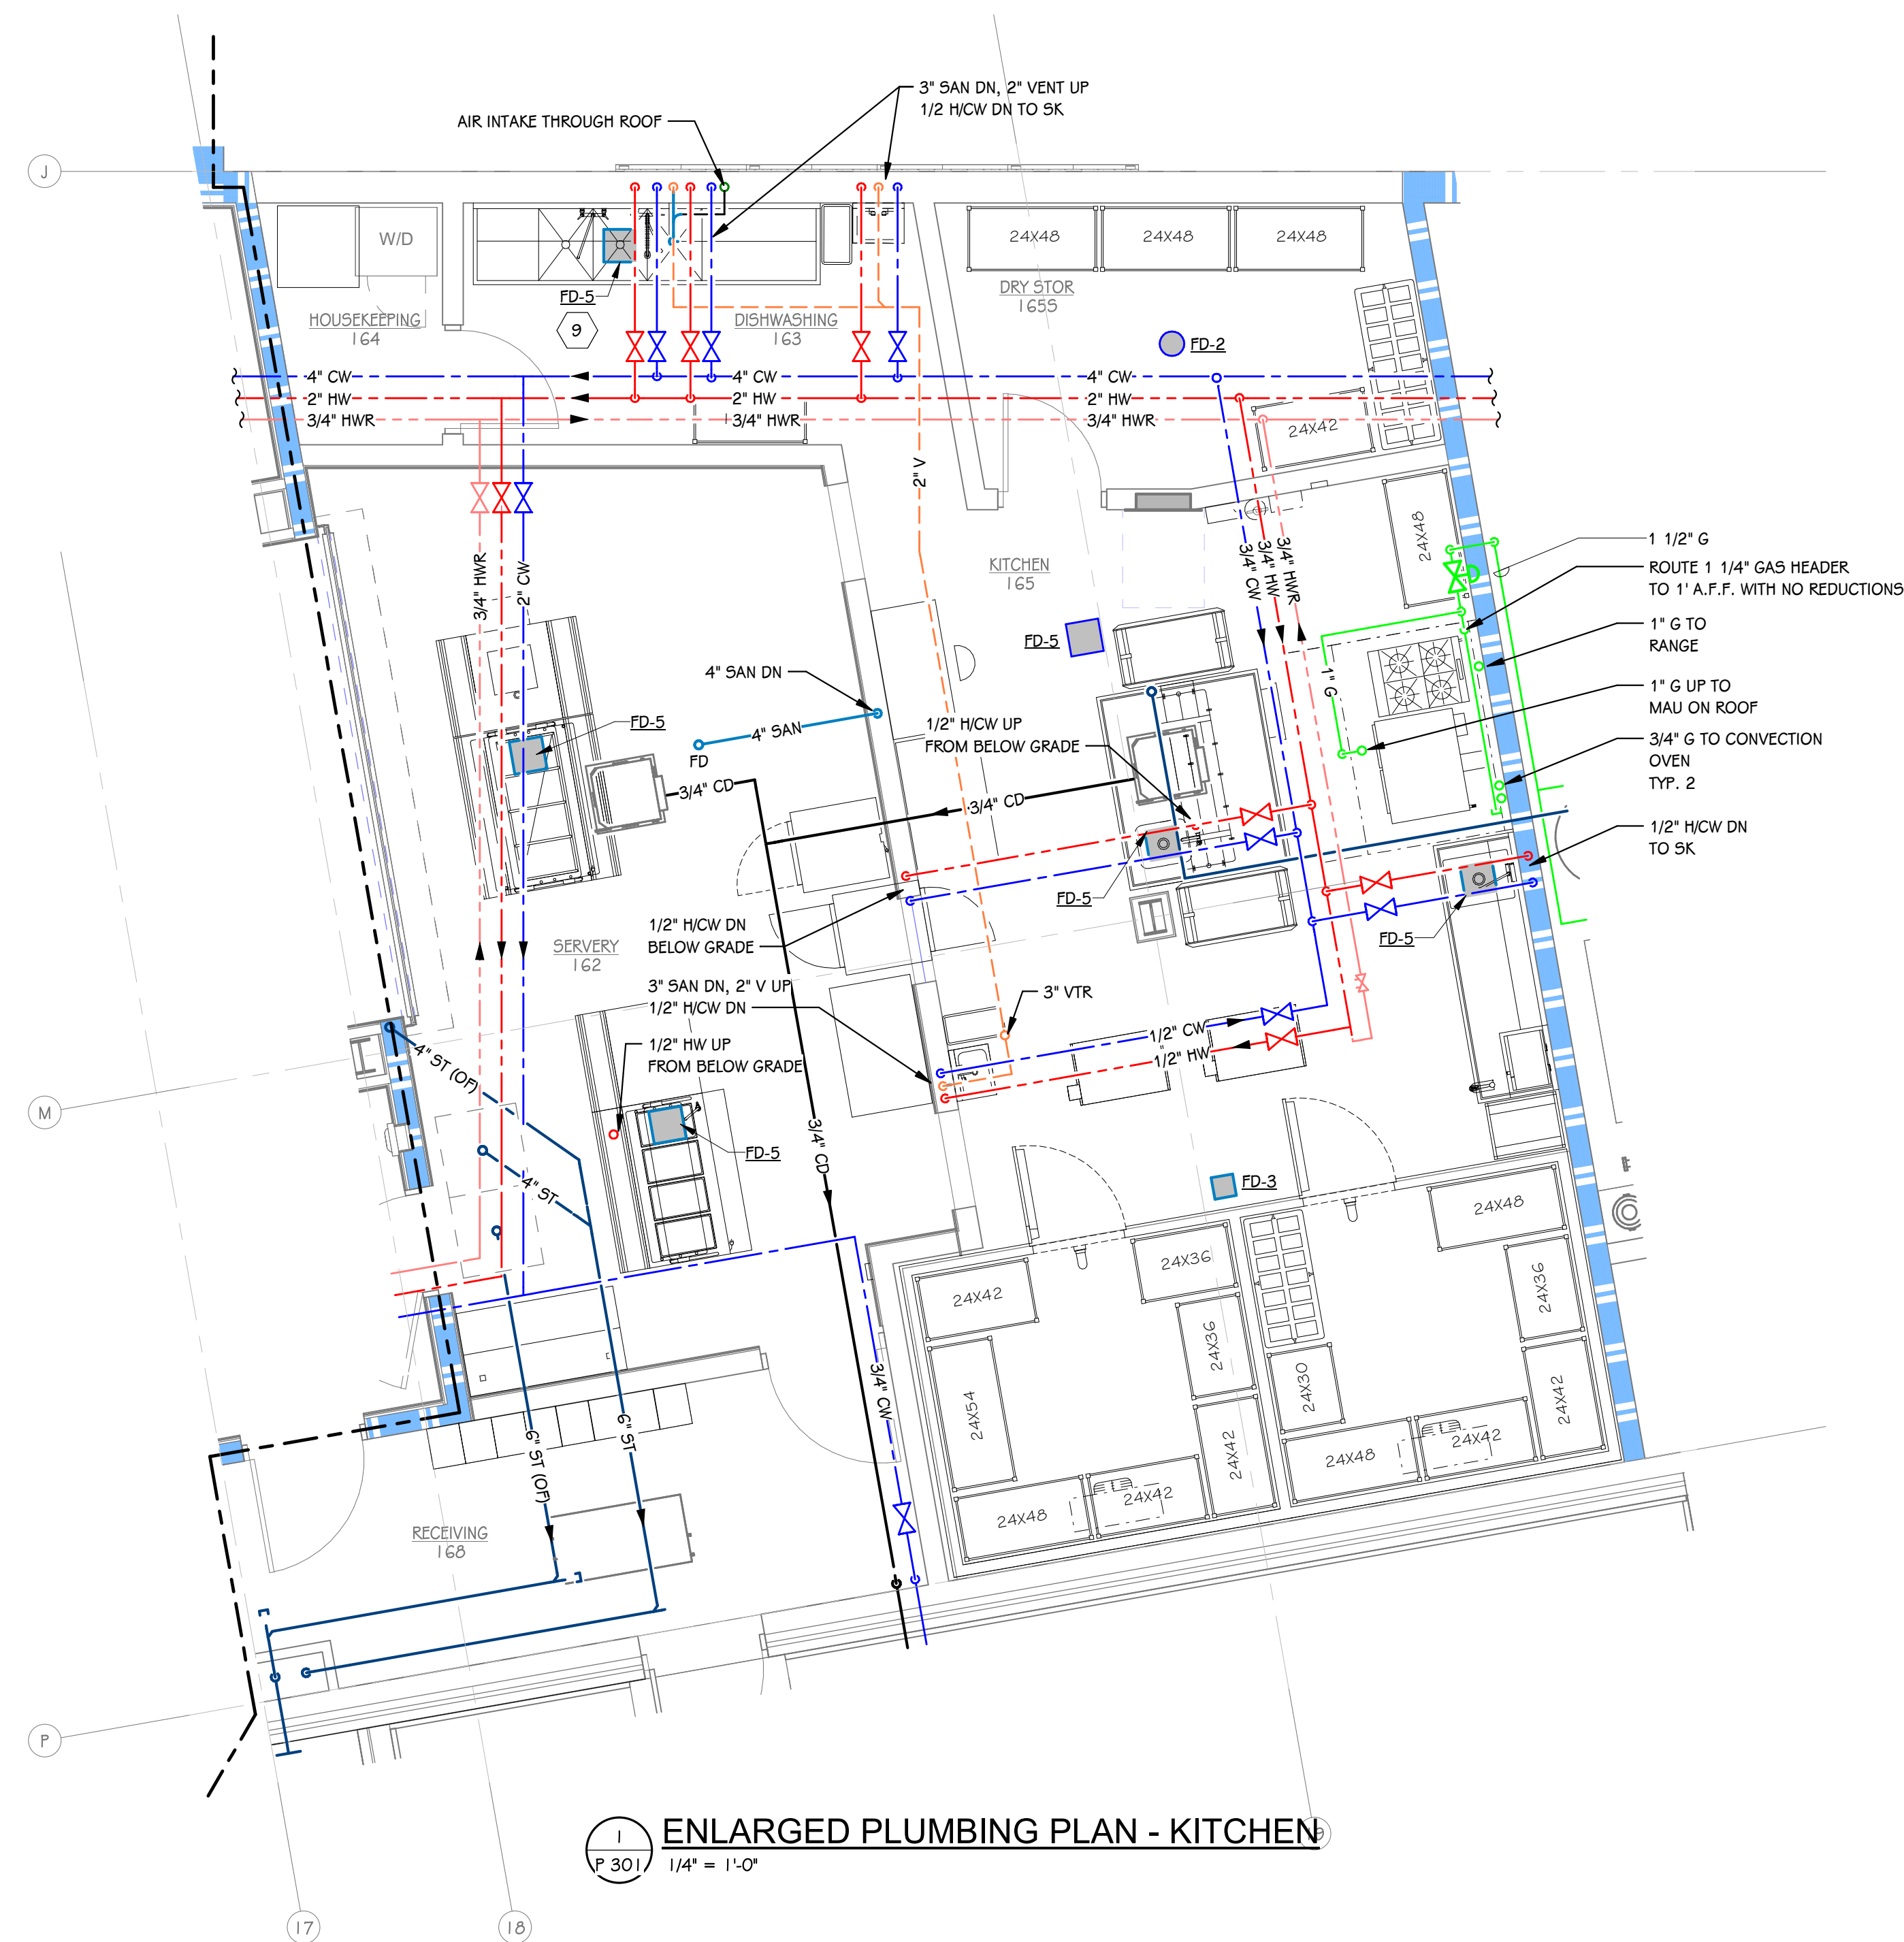 3" SAN DN, 2" VENT UP
1/2 H/CW DN TO SK
AIR INTAKE THROUGH ROOF
J
W/D
24X48
24X48
24X48
DRY STOR
165S
FD-5
9
HOUSEKEEPING
164
DISHWASHING
163
FD-2
4" CW
4" CW
4" CW
2" HW
2" HW
2" HW
3/4" HWR
3/4" HWR
3/4" HWR
24X42
2" V
24X48
3/4" HWR
2" CW
KITCHEN
165
3/4" CW
3/4" HW
3/4" HWR
1 1/2" G
ROUTE 1 1/4" GAS HEADER
TO 1' A.F.F. WITH NO REDUCTIONS
1" G TO
RANGE
FD-5
1" G
4" SAN DN
1" G UP TO
MAU ON ROOF
FD-5
4" SAN
FD
1/2" H/CW UP
FROM BELOW GRADE
3/4" G TO CONVECTION
OVEN
TYP. 2
3/4" CD
3/4" CD
1/2" H/CW DN
TO SK
FD-5
FD-5
1/2" H/CW DN
BELOW GRADE
SERVERY
162
3" SAN DN, 2" V UP
1/2" H/CW DN
3" VTR
1/2" HW UP
FROM BELOW GRADE
1/2" CW
1/2" HW
4" ST (OF)
M
FD-5
3/4" CD
4" ST
FD-3
24X48
24X36
24X42
24X36
24X36
24X54
24X30
24X42
24X42
24X48
24X42
24X48
24X42
3/4" CW
6" ST (OF)
6" ST
RECEIVING
168
P
1
P 301
ENLARGED PLUMBING PLAN - KITCHEN
1/4" = 1'-0"
19
17
18